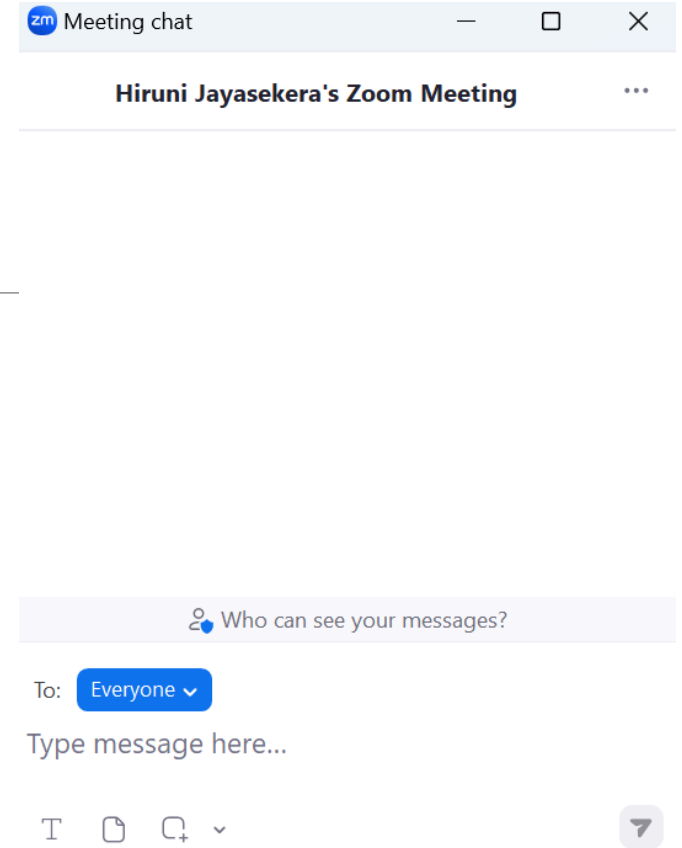 zm Meeting chat
Hiruni Jayasekera's Zoom Meeting
Who can see your messages?
To: Everyone
Type message here...
T